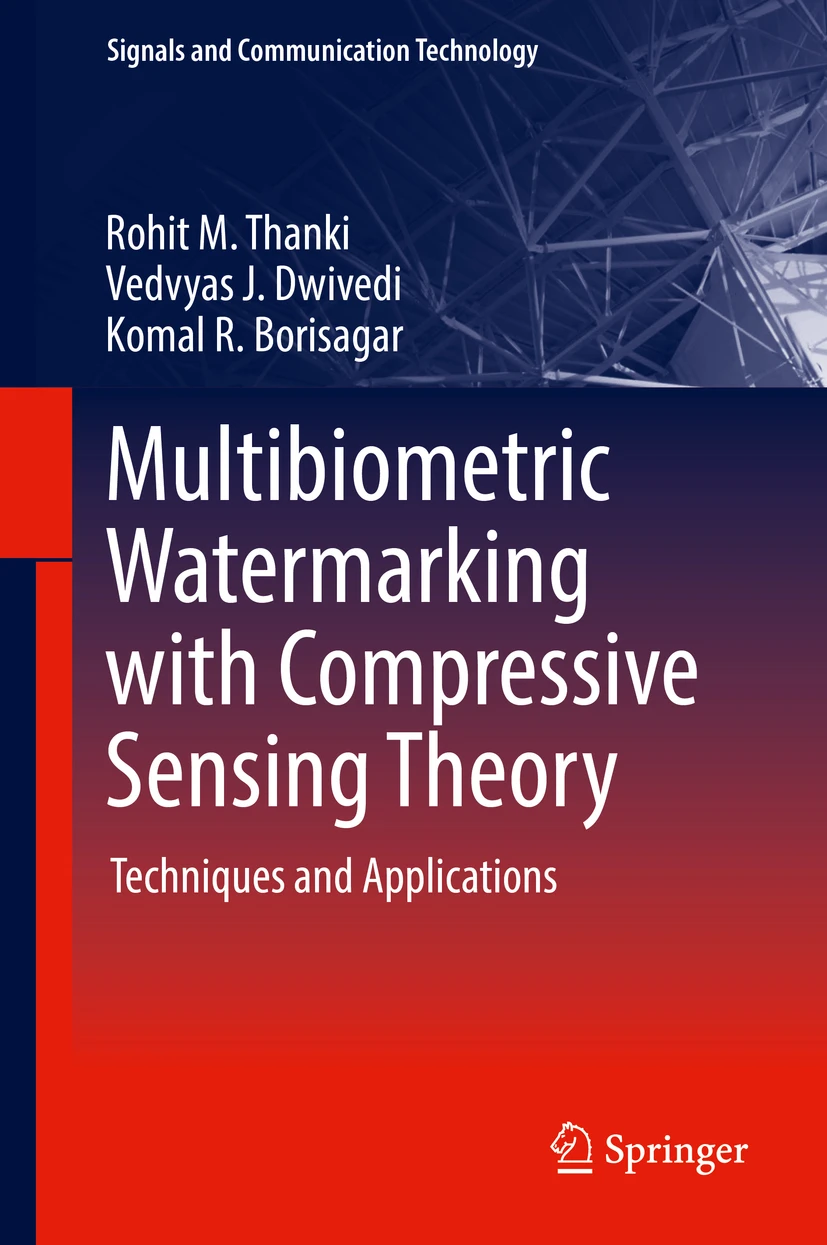 Signals and Communication Technology
Rohit M. Thanki
Vedvyas J. Dwivedi
Komal R. Borisagar
Multibiometric
Watermarking
with Compressive
Sensing Theory
Techniques and Applications
Springer